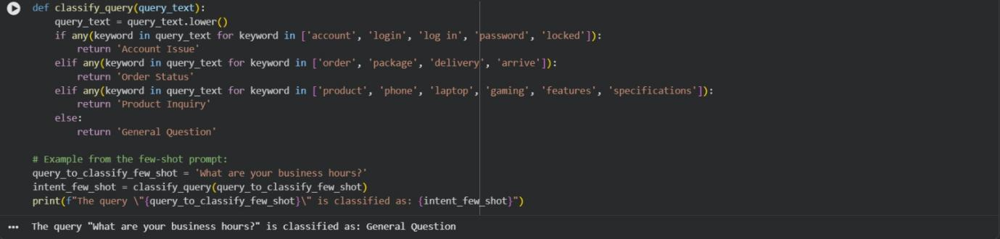 def classify_query(query_text):
    query_text = query_text.lower()
    if any(keyword in query_text for keyword in ['account', 'login', 'log in', 'password', 'locked']):
        return 'Account Issue'
    elif any(keyword in query_text for keyword in ['order', 'package', 'delivery', 'arrive']):
        return 'Order Status'
    elif any(keyword in query_text for keyword in ['product', 'phone', 'laptop', 'gaming', 'features', 'specifications']):
        return 'Product Inquiry'
    else:
        return 'General Question'

# Example from the few-shot prompt:
query_to_classify_few_shot = 'What are your business hours?'
intent_few_shot = classify_query(query_to_classify_few_shot)
print(f"The query \"{query_to_classify_few_shot}\" is classified as: {intent_few_shot}")
... The query "What are your business hours?" is classified as: General Question